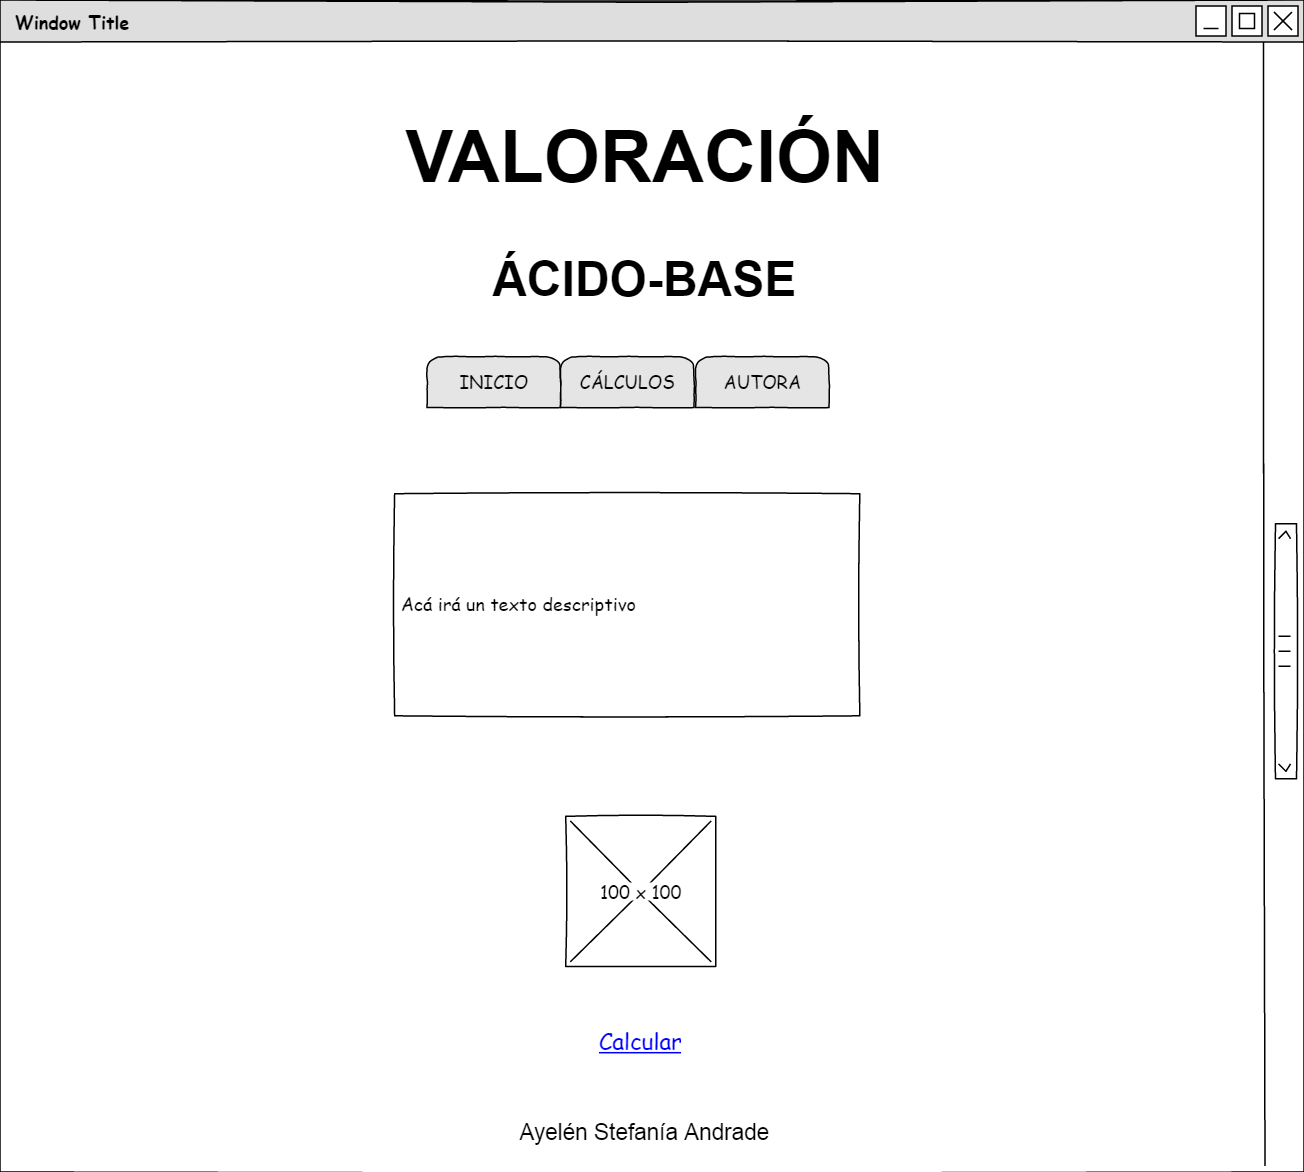 Window Title
VALORACIÓN
ÁCIDO-BASE
INICIO CÁLCULOS AUTORA
Acá irá un texto descriptivo
100 x 100
Calcular
Ayelén Stefanía Andrade